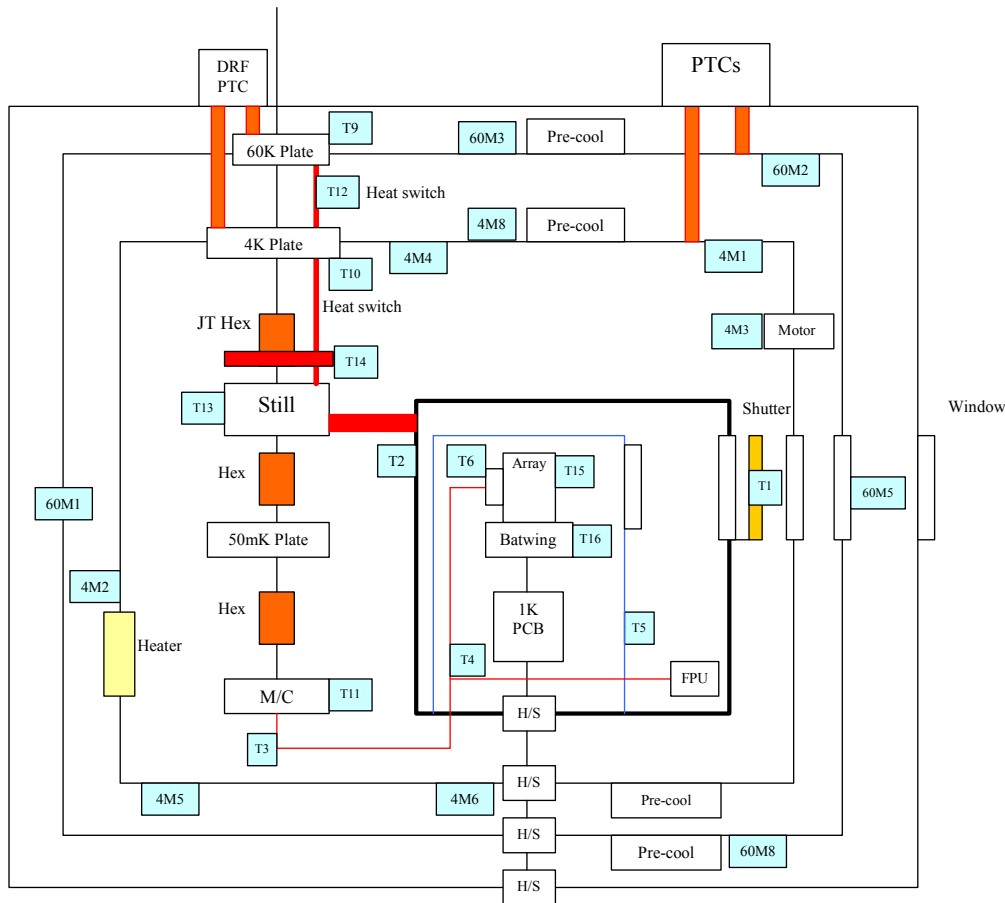 DRF
PTC
PTCs
T9
60K Plate
60M3
Pre-cool
60M2
T12
Heat switch
4M8
Pre-cool
4K Plate
4M4
4M1
T10
Heat switch
JT Hex
4M3
Motor
T14
T13
Still
Shutter
Window
T2
T6
Array
T15
Hex
T1
60M5
60M1
50mK Plate
Batwing
T16
4M2
Hex
1K
PCB
T5
Heater
T4
FPU
M/C
T11
H/S
T3
H/S
4M5
4M6
Pre-cool
H/S
Pre-cool
60M8
H/S